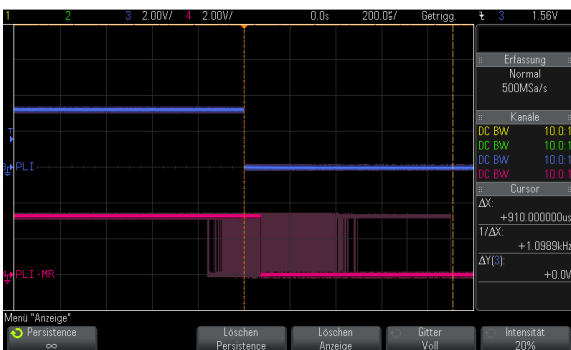 1 2 3 2.00V/ 4 2.00V/ 0.0s 200.0µ/ Getrigg. 3 1.56V
Erfassung
Normal
500MSa/s
Kanäle
DC BW 10.0:1
DC BW 10.0:1
DC BW 10.0:1
DC BW 10.0:1
Cursor
ΔX:
+910.000000us
1/ΔX:
+1.0989kHz
ΔY(3):
+0.0V
T
3 PLI
4 PLI-MR
Menü "Anzeige"
Persistence
∞
Löschen
Persistence
Löschen
Anzeige
Gitter
Voll
Intensität
20%